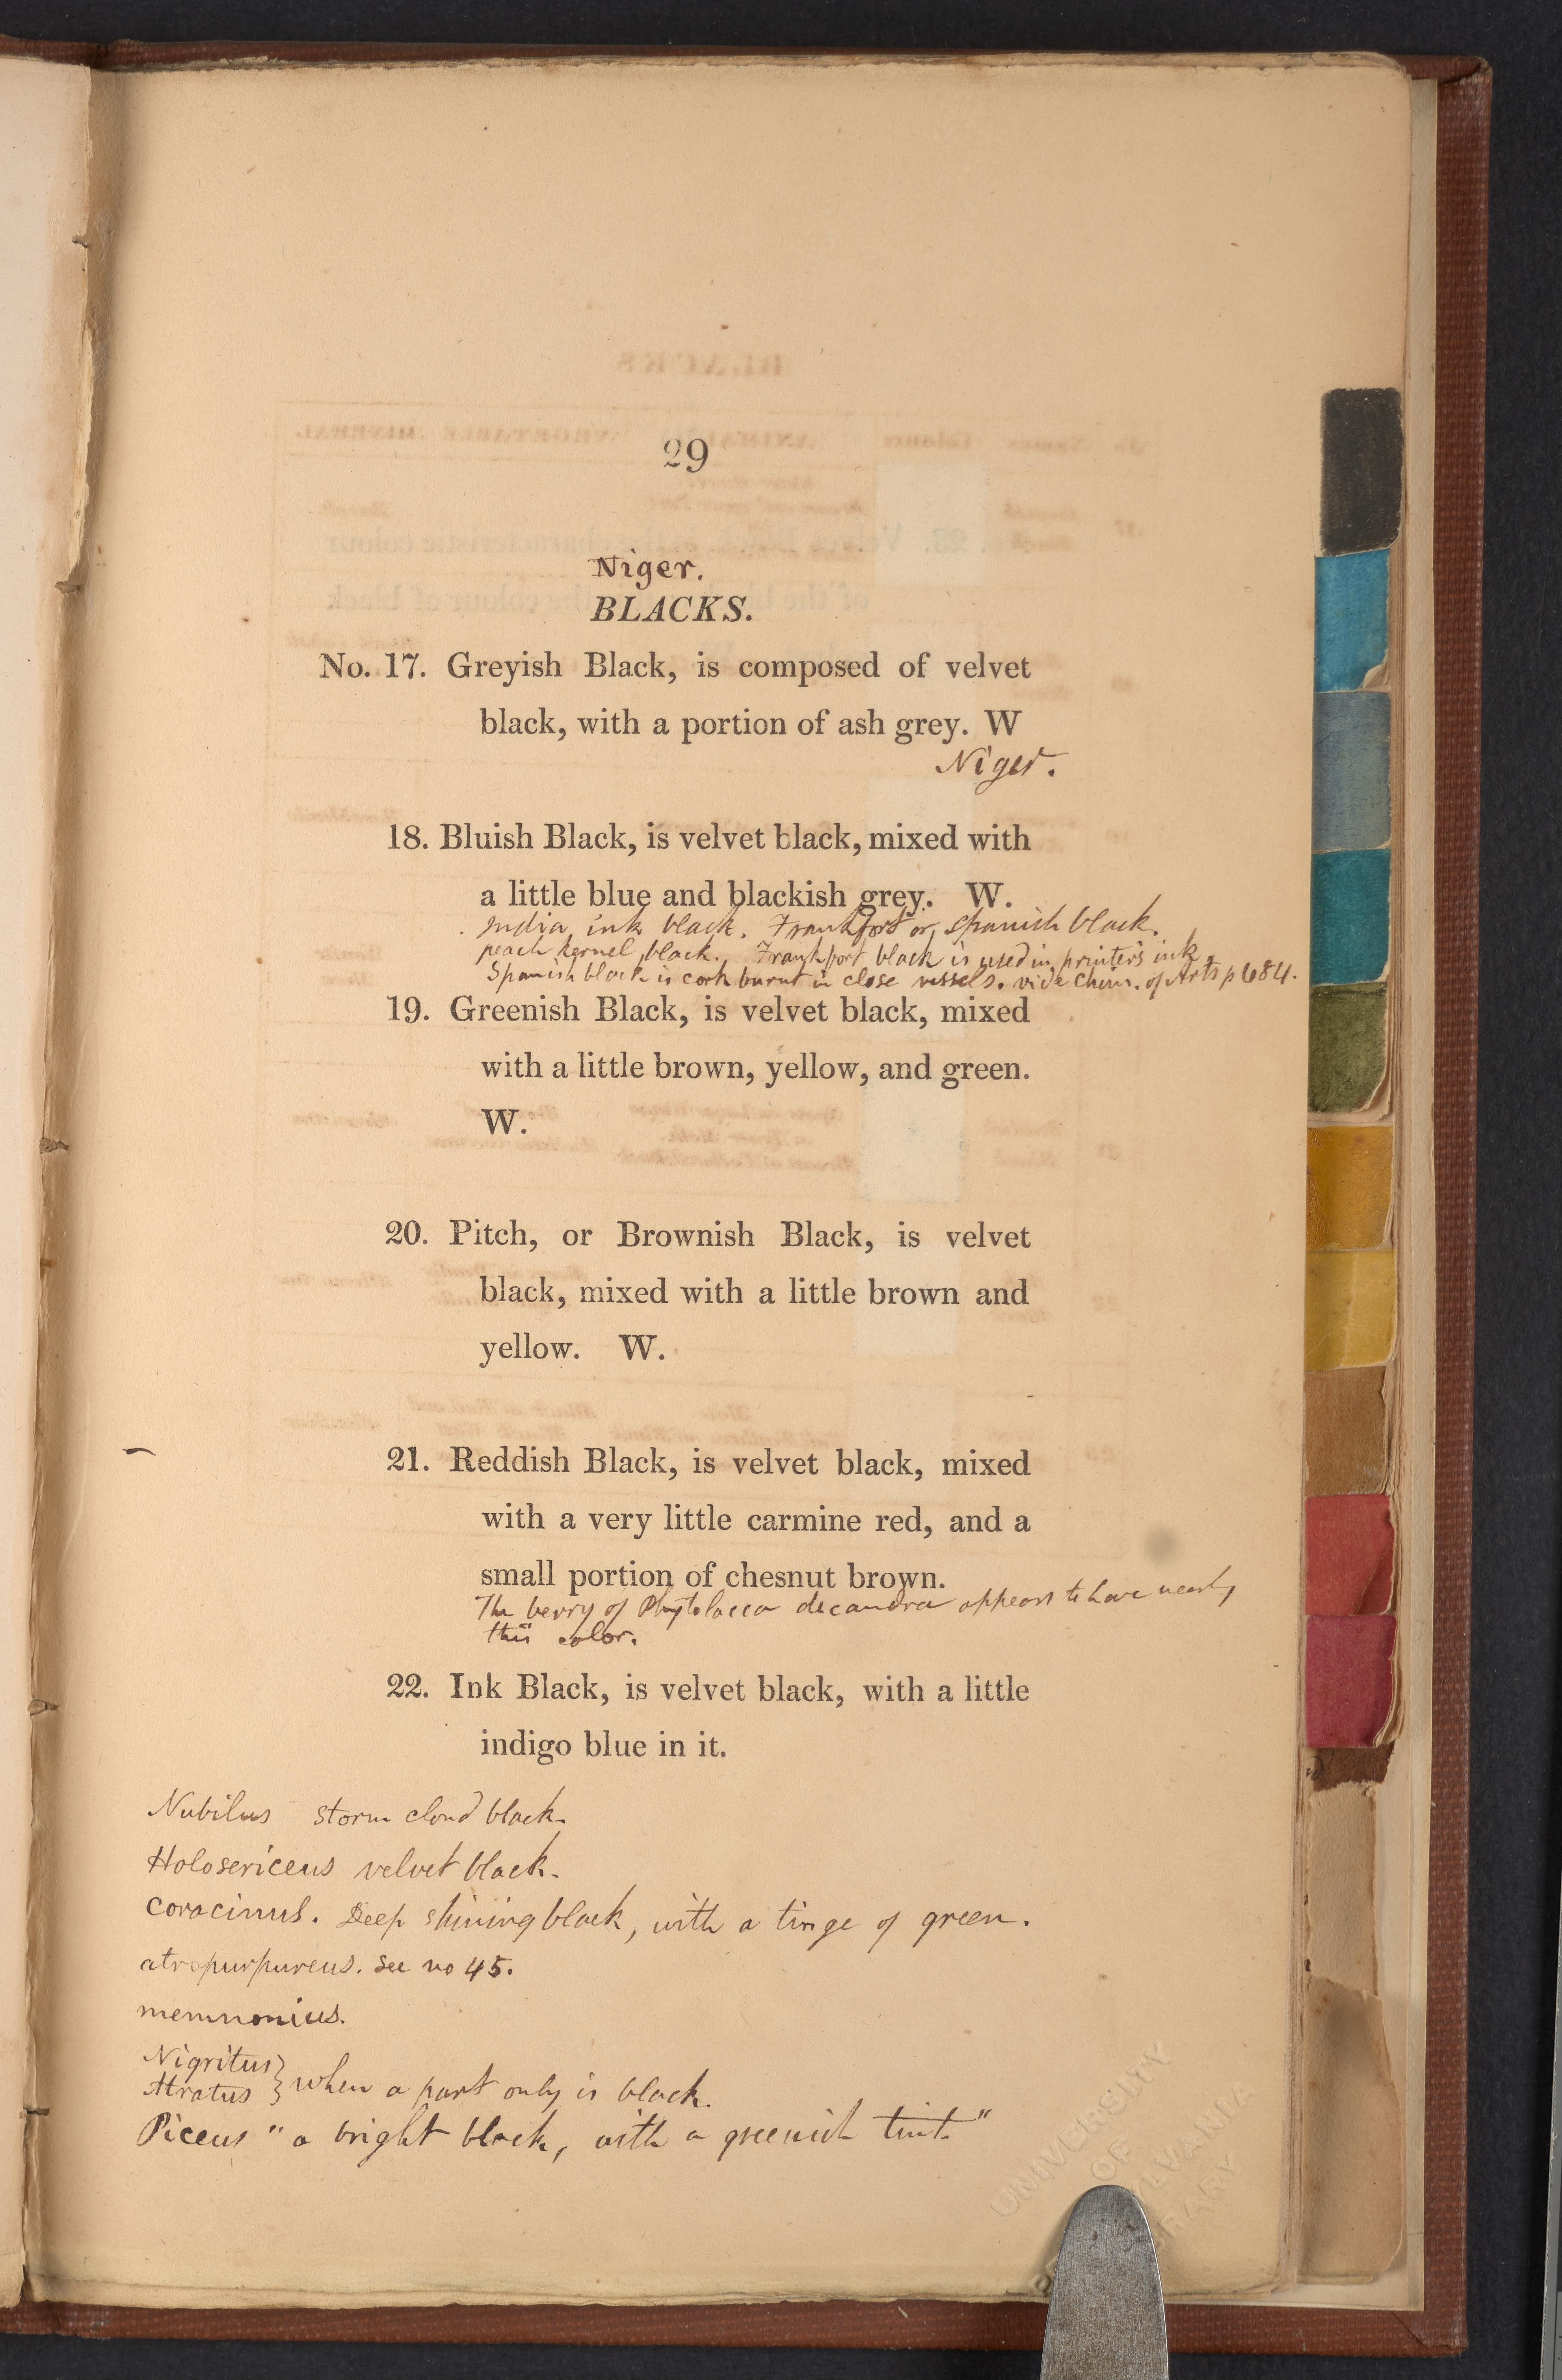 29
Niger.
BLACKS.
No. 17. Greyish Black, is composed of velvet
black, with a portion of ash grey. W
Niger.
18. Bluish Black, is velvet black, mixed with
a little blue and blackish grey. W.
India ink black. Frankfort or Spanish black.
peach kernel black. Frankfort black is used in printer's ink
Spanish black is cork burnt in close vessels. vide Chem. of Arts p 684.
19. Greenish Black, is velvet black, mixed
with a little brown, yellow, and green.
W.
20. Pitch, or Brownish Black, is velvet
black, mixed with a little brown and
yellow. W.
21. Reddish Black, is velvet black, mixed
with a very little carmine red, and a
small portion of chesnut brown.
The berry of Phytolacca decandra appears to have nearly
this color.
22. Ink Black, is velvet black, with a little
indigo blue in it.
Nubilus storm cloud black.
Holosericeus velvet black.
Coracinus. Deep shining black, with a tinge of green.
atropurpureus. See no 45.
memnonius.
Nigritus
Atratus } when a part only is black.
Piceus "a bright black, with a greenish tint"
UNIVERSITY
OF